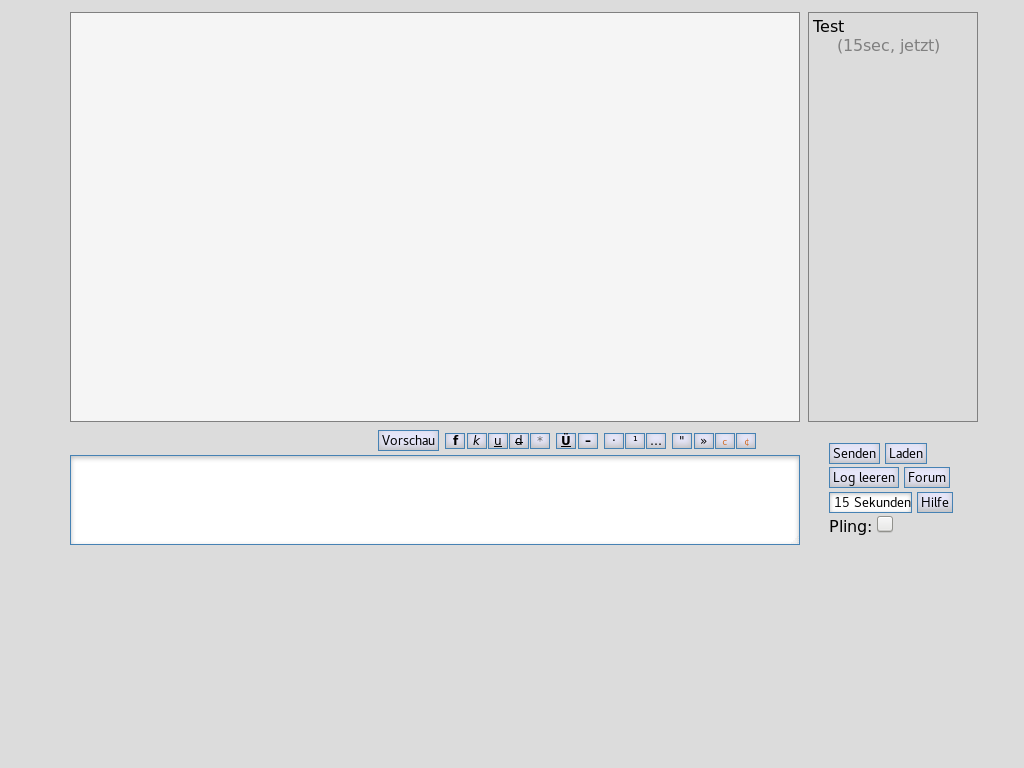 Test
(15sec, jetzt)
Vorschau f k u d * Ü – · ¹ … " » c ¢
Senden Laden
Log leeren Forum
15 Sekunden Hilfe
Pling: